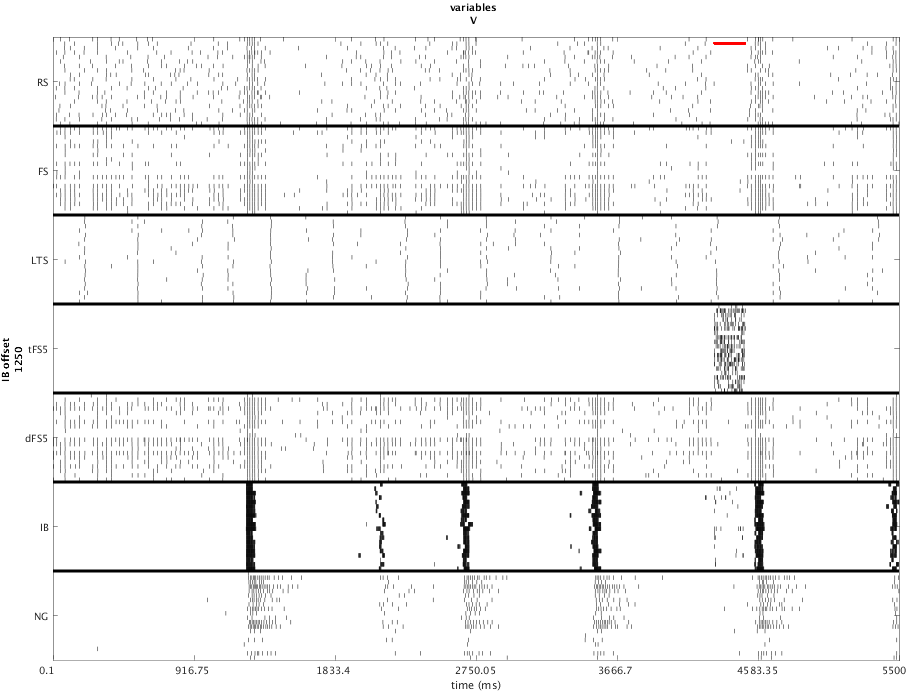 variables
V
RS
FS
LTS
tFS5
dFS5
IB
NG
IB offset
1250
0.1 916.75 1833.4 2750.05 3666.7 4583.35 5500
time (ms)